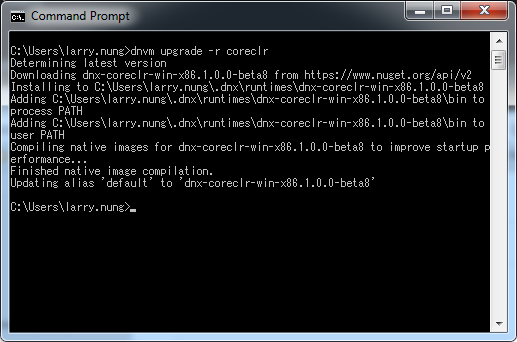 Command Prompt
C:\Users\larry.nung>dnvm upgrade -r coreclr
Determining latest version
Downloading dnx-coreclr-win-x86.1.0.0-beta8 from https://www.nuget.org/api/v2
Installing to C:\Users\larry.nung\.dnx\runtimes\dnx-coreclr-win-x86.1.0.0-beta8
Adding C:\Users\larry.nung\.dnx\runtimes\dnx-coreclr-win-x86.1.0.0-beta8\bin to
process PATH
Adding C:\Users\larry.nung\.dnx\runtimes\dnx-coreclr-win-x86.1.0.0-beta8\bin to
user PATH
Compiling native images for dnx-coreclr-win-x86.1.0.0-beta8 to improve startup p
erformance...
Finished native image compilation.
Updating alias 'default' to 'dnx-coreclr-win-x86.1.0.0-beta8'
C:\Users\larry.nung>_